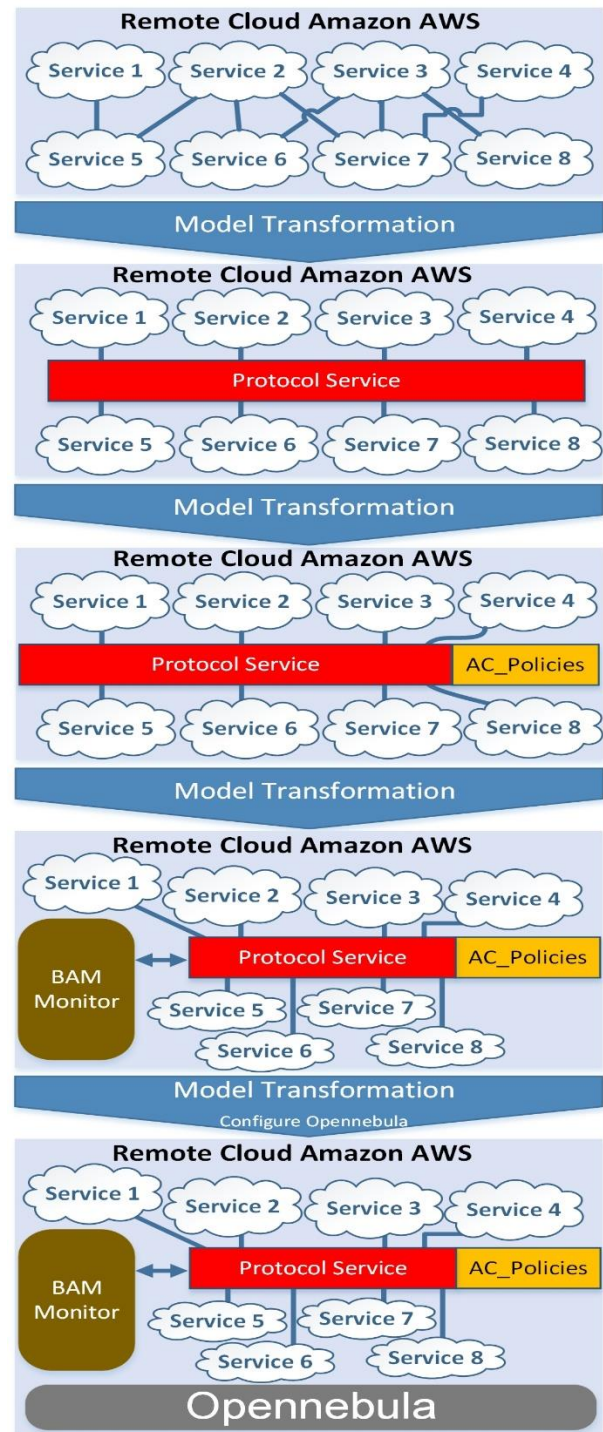 Remote Cloud Amazon AWS
Service 1 Service 2 Service 3 Service 4
Service 5 Service 6 Service 7 Service 8
Model Transformation
Remote Cloud Amazon AWS
Service 1 Service 2 Service 3 Service 4
Protocol Service
Service 5 Service 6 Service 7 Service 8
Model Transformation
Remote Cloud Amazon AWS
Service 1 Service 2 Service 3 Service 4
Protocol Service AC_Policies
Service 5 Service 6 Service 7 Service 8
Model Transformation
Remote Cloud Amazon AWS
Service 1 Service 2 Service 3 Service 4
BAM
Monitor
Protocol Service AC_Policies
Service 5 Service 7
Service 6 Service 8
Model Transformation
Configure Opennebula
Remote Cloud Amazon AWS
Service 1 Service 2 Service 3 Service 4
BAM
Monitor
Protocol Service AC_Policies
Service 5 Service 7
Service 6 Service 8
Opennebula